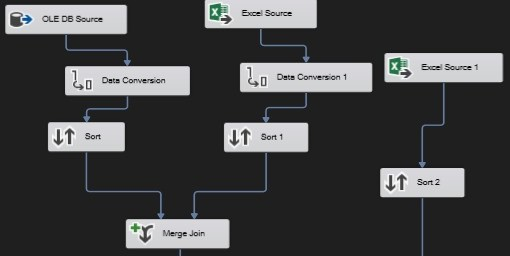 OLE DB Source
Excel Source
Excel Source 1
Data Conversion
Data Conversion 1
Sort
Sort 1
Sort 2
Merge Join